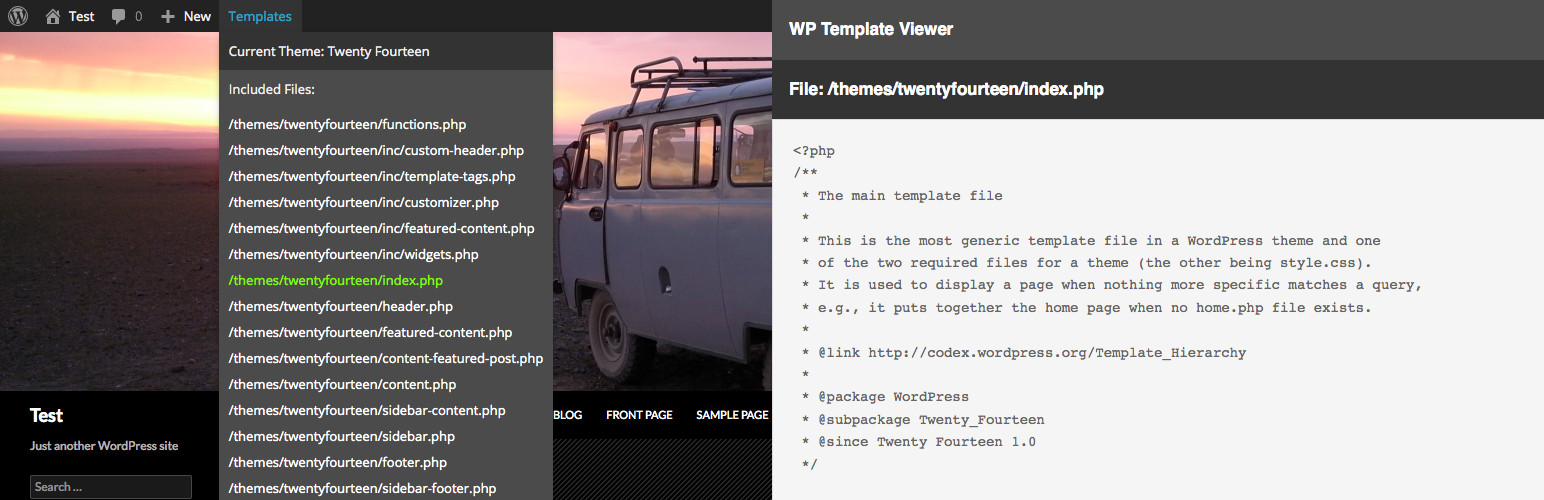 Test
0
New
Templates
Current Theme: Twenty Fourteen
Included Files:
/themes/twentyfourteen/functions.php
/themes/twentyfourteen/inc/custom-header.php
/themes/twentyfourteen/inc/template-tags.php
/themes/twentyfourteen/inc/customizer.php
/themes/twentyfourteen/inc/featured-content.php
/themes/twentyfourteen/inc/widgets.php
/themes/twentyfourteen/index.php
/themes/twentyfourteen/header.php
/themes/twentyfourteen/featured-content.php
/themes/twentyfourteen/content-featured-post.php
/themes/twentyfourteen/content.php
/themes/twentyfourteen/sidebar-content.php
/themes/twentyfourteen/sidebar.php
/themes/twentyfourteen/footer.php
/themes/twentyfourteen/sidebar-footer.php
Test
Just another WordPress site
Search ...
BLOG
FRONT PAGE
SAMPLE PAGE
WP Template Viewer
File: /themes/twentyfourteen/index.php
<?php
/**
* The main template file
*
* This is the most generic template file in a WordPress theme and one
* of the two required files for a theme (the other being style.css).
* It is used to display a page when nothing more specific matches a query,
* e.g., it puts together the home page when no home.php file exists.
*
* @link http://codex.wordpress.org/Template_Hierarchy
*
* @package WordPress
* @subpackage Twenty_Fourteen
* @since Twenty Fourteen 1.0
*/